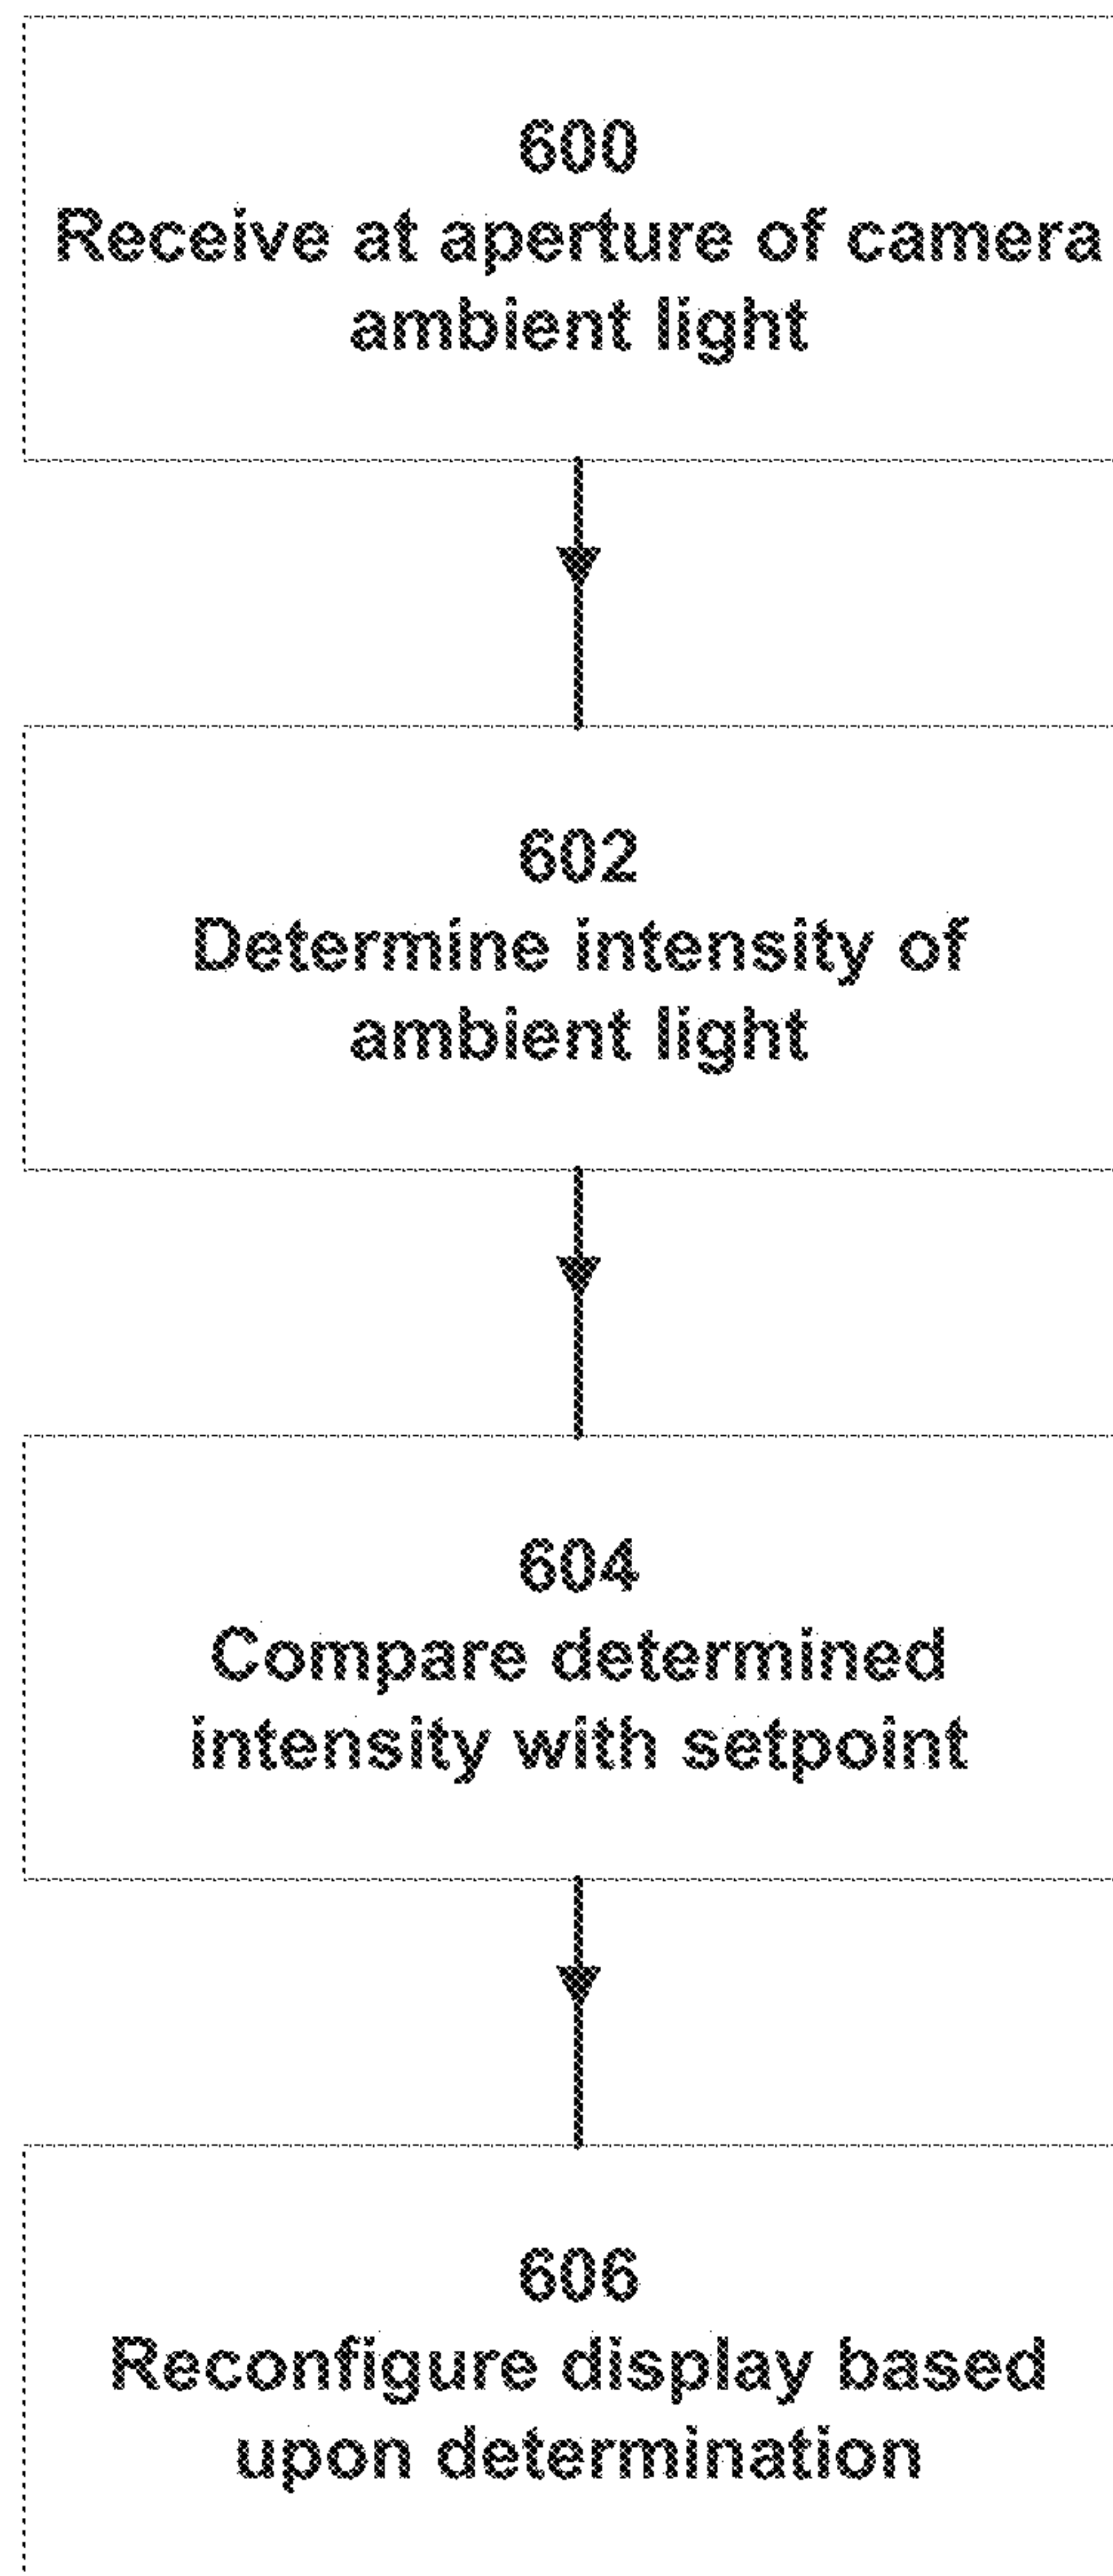 600
Receive at aperture of camera
ambient light
602
Determine intensity of
ambient light
604
Compare determined
intensity with setpoint
606
Reconfigure display based
upon determination